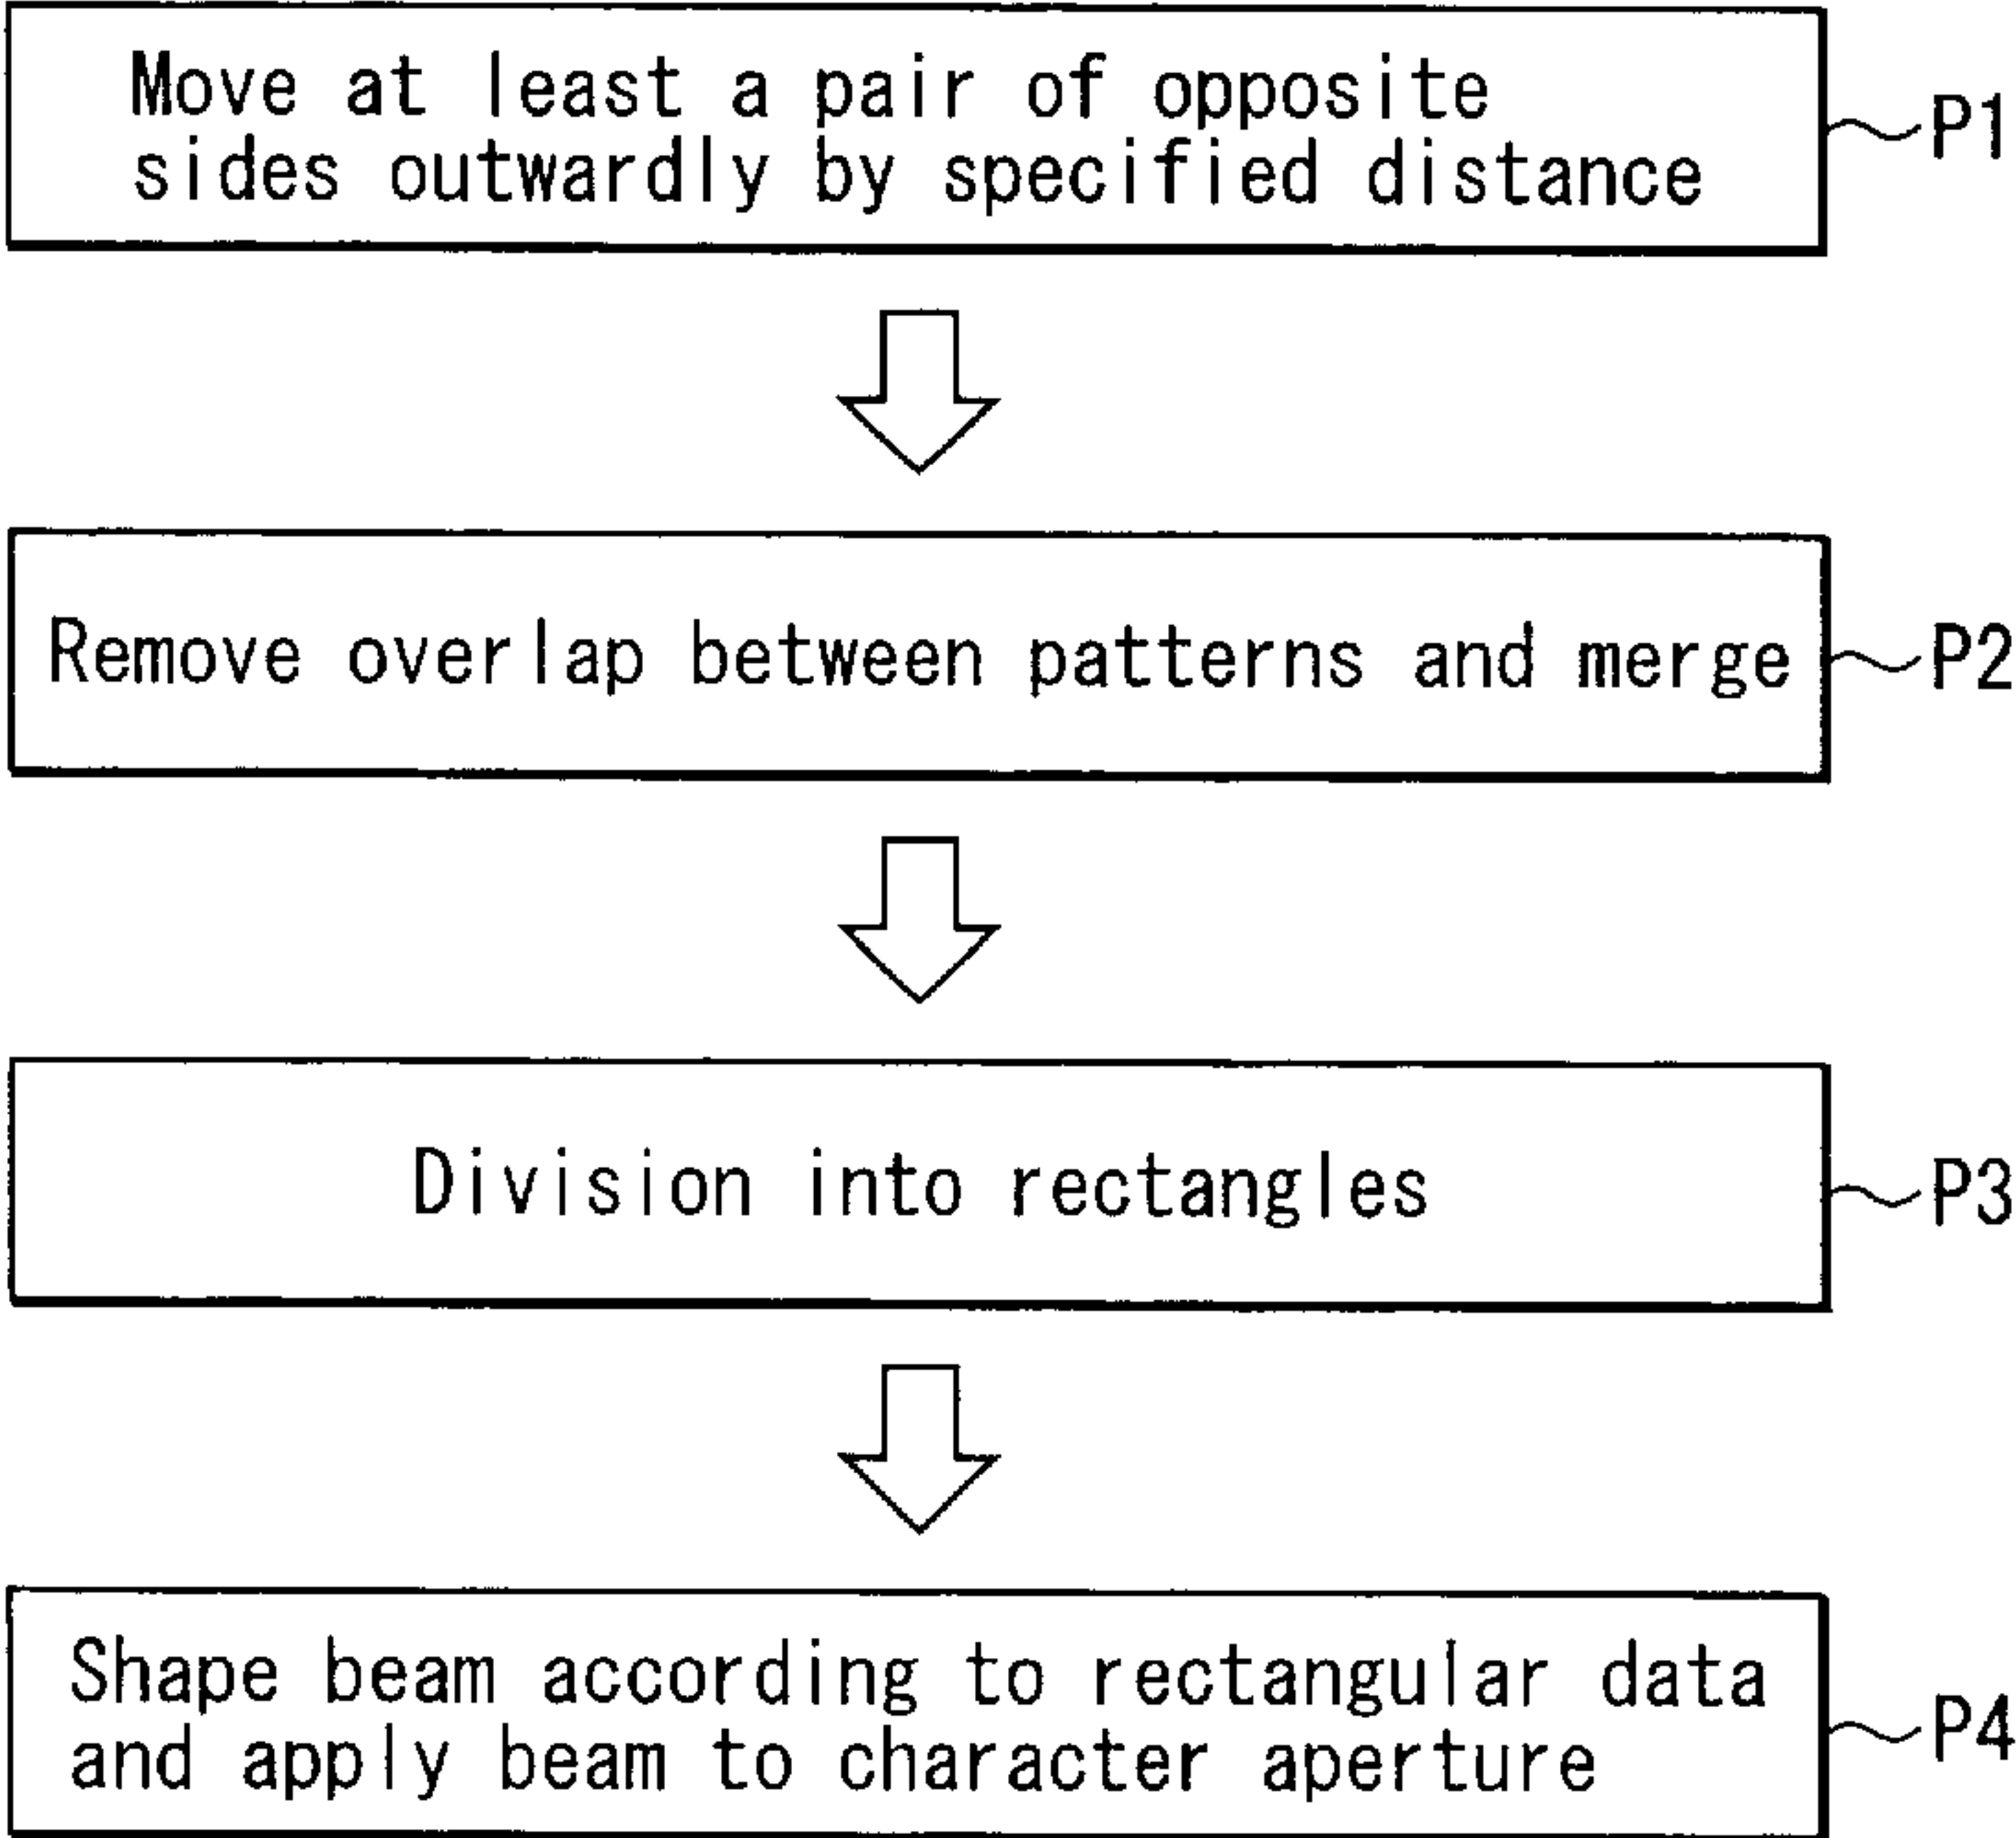 Move at least a pair of opposite
sides outwardly by specified distance
P1
Remove overlap between patterns and merge
P2
Division into rectangles
P3
Shape beam according to rectangular data
and apply beam to character aperture
P4